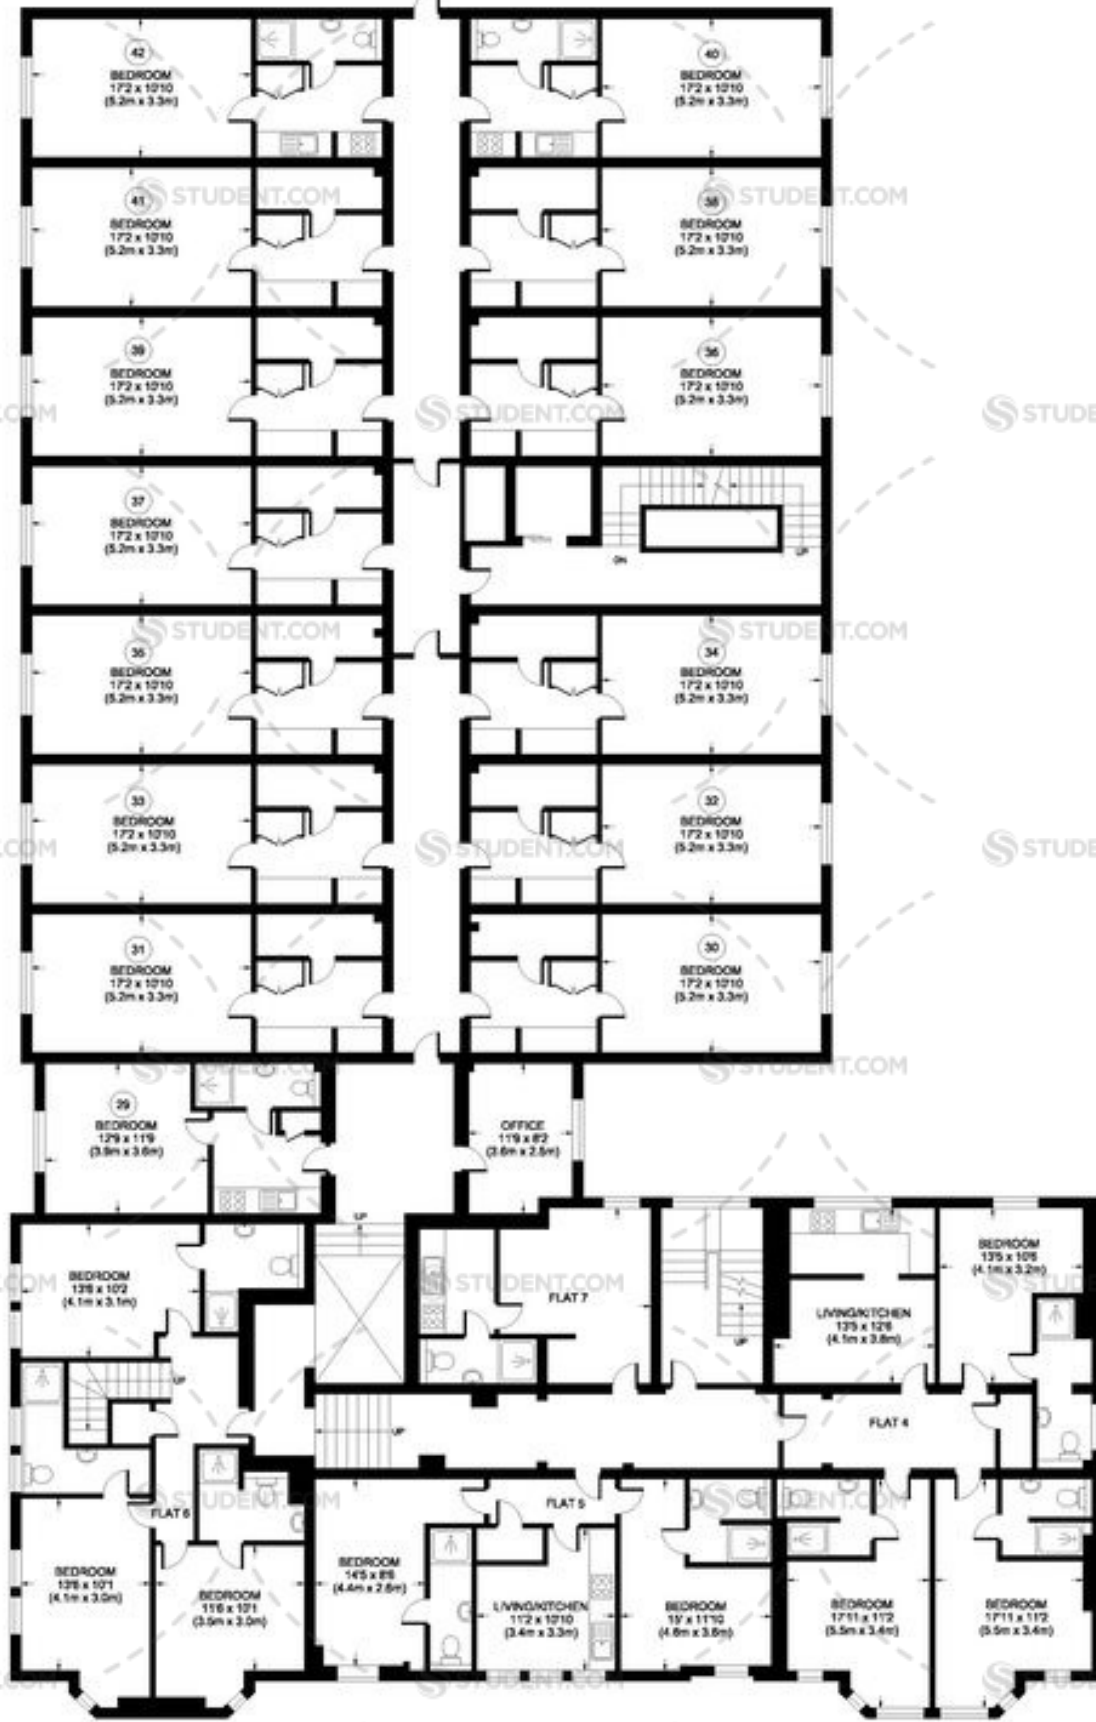 42
BEDROOM
17'2 x 10'10
(5.2m x 3.3m)
40
BEDROOM
17'2 x 10'10
(5.2m x 3.3m)
STUDENT.COM
STUDENT.COM
41
BEDROOM
17'2 x 10'10
(5.2m x 3.3m)
38
BEDROOM
17'2 x 10'10
(5.2m x 3.3m)
39
BEDROOM
17'2 x 10'10
(5.2m x 3.3m)
36
BEDROOM
17'2 x 10'10
(5.2m x 3.3m)
.COM
STUDENT.COM
STUDE
37
BEDROOM
17'2 x 10'10
(5.2m x 3.3m)
DN
UP
STUDENT.COM
STUDENT.COM
35
BEDROOM
17'2 x 10'10
(5.2m x 3.3m)
34
BEDROOM
17'2 x 10'10
(5.2m x 3.3m)
33
BEDROOM
17'2 x 10'10
(5.2m x 3.3m)
32
BEDROOM
17'2 x 10'10
(5.2m x 3.3m)
.COM
STUDENT.COM
STUDE
31
BEDROOM
17'2 x 10'10
(5.2m x 3.3m)
30
BEDROOM
17'2 x 10'10
(5.2m x 3.3m)
STUDENT.COM
STUDENT.COM
29
BEDROOM
12'9 x 11'9
(3.9m x 3.6m)
OFFICE
11'9 x 8'2
(3.6m x 2.5m)
UP
BEDROOM
13'6 x 10'2
(4.1m x 3.1m)
.COM
STUDENT.COM
STUDE
FLAT 7
UP
LIVING/KITCHEN
13'5 x 12'6
(4.1m x 3.8m)
BEDROOM
13'5 x 10'6
(4.1m x 3.2m)
UP
UP
FLAT 4
STUDENT.COM
STUDENT.COM
FLAT 6
FLAT 5
BEDROOM
13'6 x 10'1
(4.1m x 3.0m)
BEDROOM
11'6 x 10'1
(3.5m x 3.0m)
BEDROOM
14'5 x 8'6
(4.4m x 2.6m)
LIVING/KITCHEN
11'2 x 10'10
(3.4m x 3.3m)
BEDROOM
15' x 11'10
(4.6m x 3.6m)
BEDROOM
17'11 x 11'2
(5.5m x 3.4m)
BEDROOM
17'11 x 11'2
(5.5m x 3.4m)
.COM
STUDENT.COM
STUDE